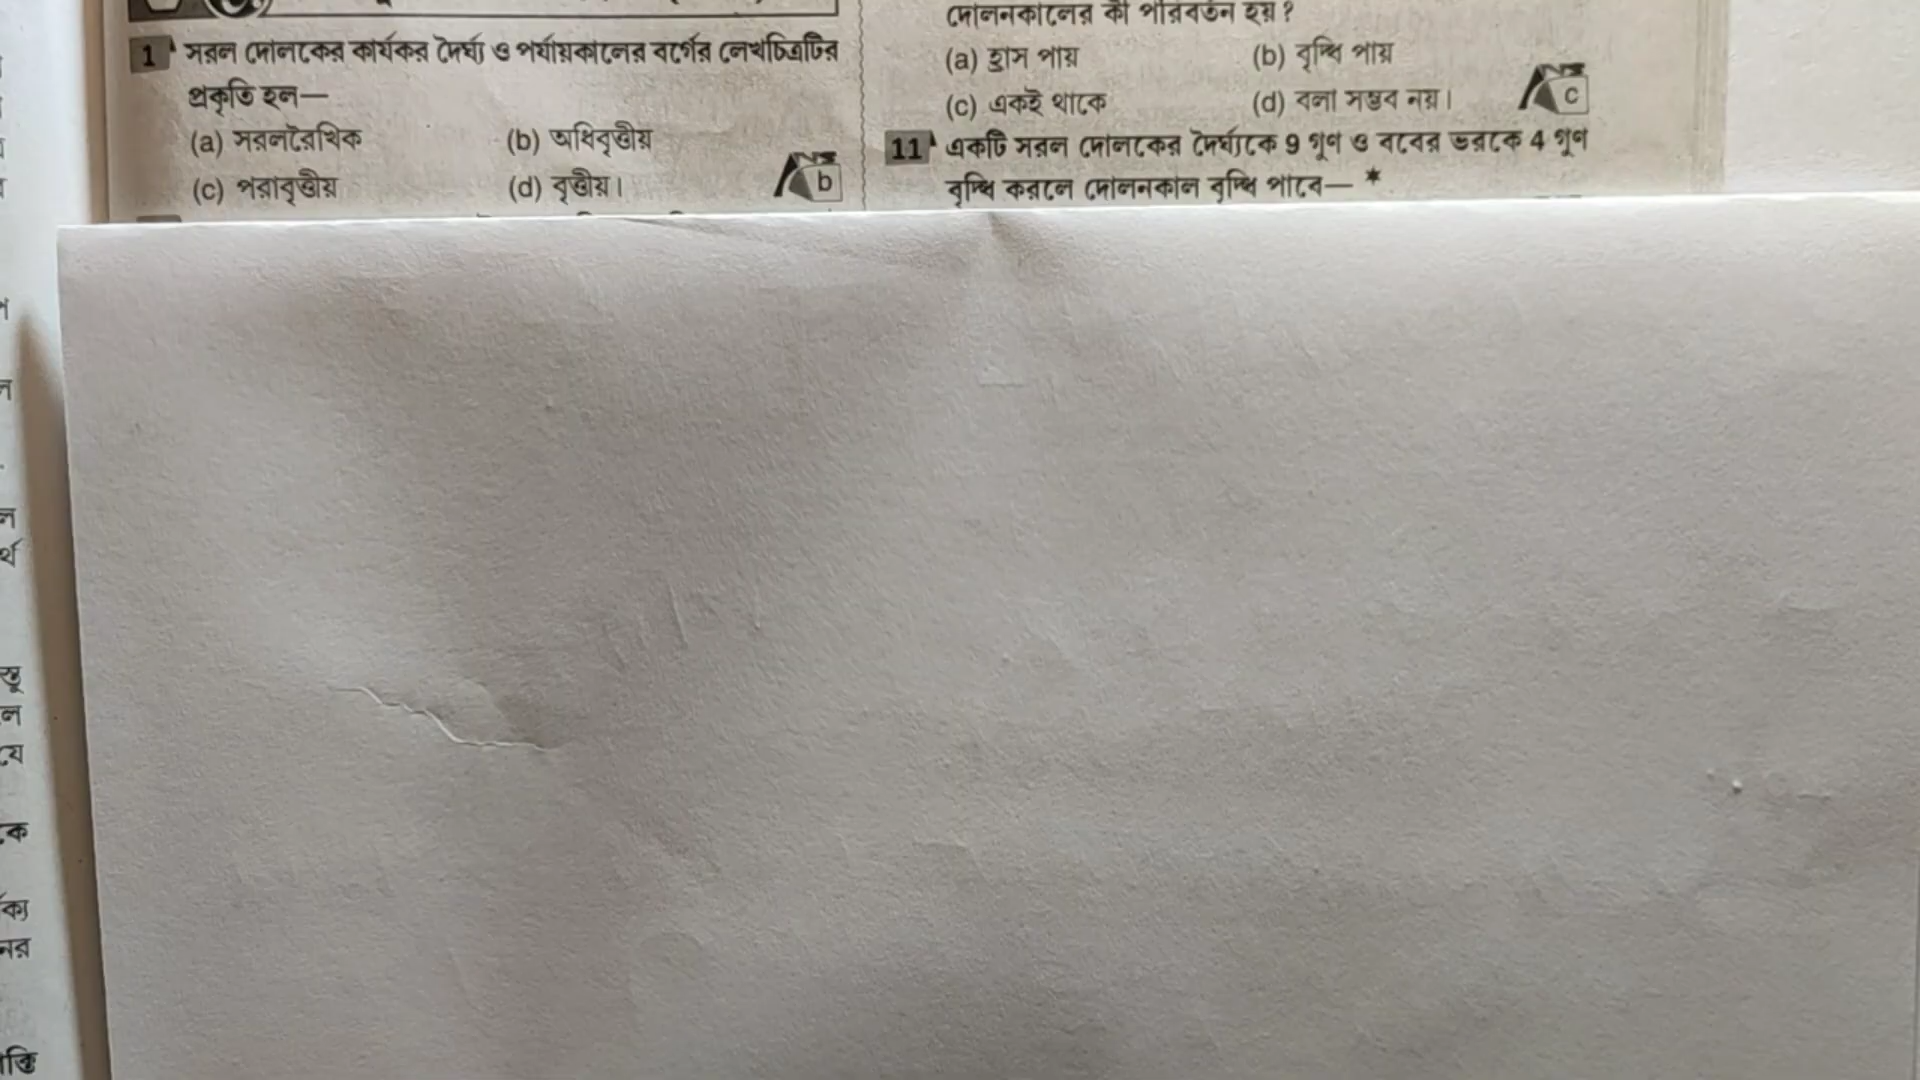 1 সরল দোলকের কার্যকর দৈর্ঘ্য ও পর্যায়কালের বর্গের লেখচিত্রটির
প্রকৃতি হল—
(a) সরলরৈখিক (b) অধিবৃত্তীয়
(c) পরাবৃত্তীয় (d) বৃত্তীয়।
b
দোলনকালের কী পরিবর্তন হয়?
(a) হ্রাস পায় (b) বৃদ্ধি পায়
(c) একই থাকে (d) বলা সম্ভব নয়।
c
11 একটি সরল দোলকের দৈর্ঘ্যকে 9 গুণ ও ববের ভরকে 4 গুণ
বৃদ্ধি করলে দোলনকাল বৃদ্ধি পাবে— *